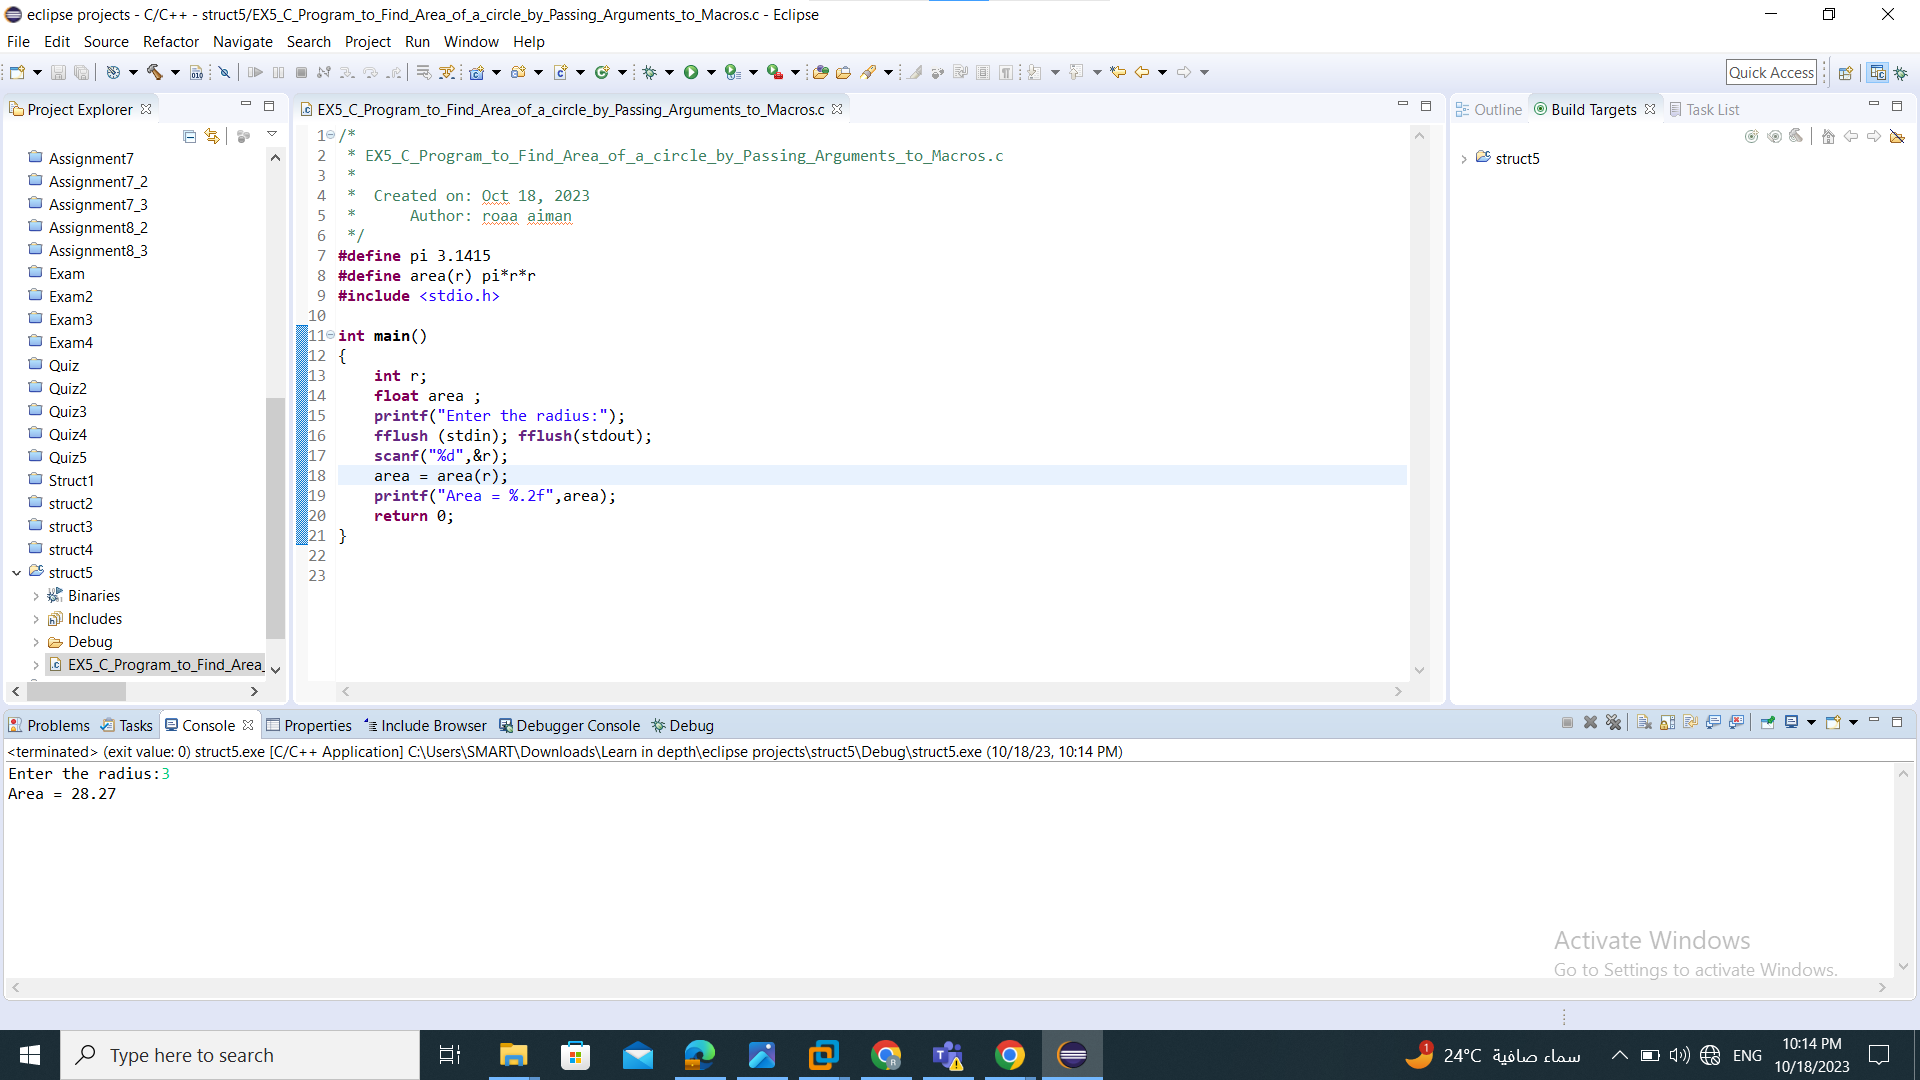 eclipse projects - C/C++ - struct5/EX5_C_Program_to_Find_Area_of_a_circle_by_Passing_Arguments_to_Macros.c - Eclipse
File Edit Source Refactor Navigate Search Project Run Window Help
Quick Access
Project Explorer
Assignment7
Assignment7_2
Assignment7_3
Assignment8_2
Assignment8_3
Exam
Exam2
Exam3
Exam4
Quiz
Quiz2
Quiz3
Quiz4
Quiz5
Struct1
struct2
struct3
struct4
struct5
Binaries
Includes
Debug
EX5_C_Program_to_Find_Area_
EX5_C_Program_to_Find_Area_of_a_circle_by_Passing_Arguments_to_Macros.c
1 /*
2 * EX5_C_Program_to_Find_Area_of_a_circle_by_Passing_Arguments_to_Macros.c
3 *
4 * Created on: Oct 18, 2023
5 * Author: roaa aiman
6 */
7 #define pi 3.1415
8 #define area(r) pi*r*r
9 #include <stdio.h>
10
11 int main()
12 {
13 int r;
14 float area ;
15 printf("Enter the radius:");
16 fflush (stdin); fflush(stdout);
17 scanf("%d",&r);
18 area = area(r);
19 printf("Area = %.2f",area);
20 return 0;
21 }
22
23
Outline Build Targets Task List
struct5
Problems Tasks Console Properties Include Browser Debugger Console Debug
<terminated> (exit value: 0) struct5.exe [C/C++ Application] C:\Users\SMART\Downloads\Learn in depth\eclipse projects\struct5\Debug\struct5.exe (10/18/23, 10:14 PM)
Enter the radius:3
Area = 28.27
Activate Windows
Go to Settings to activate Windows.
Type here to search
1
24°C سماء صافية
ENG
10:14 PM
10/18/2023